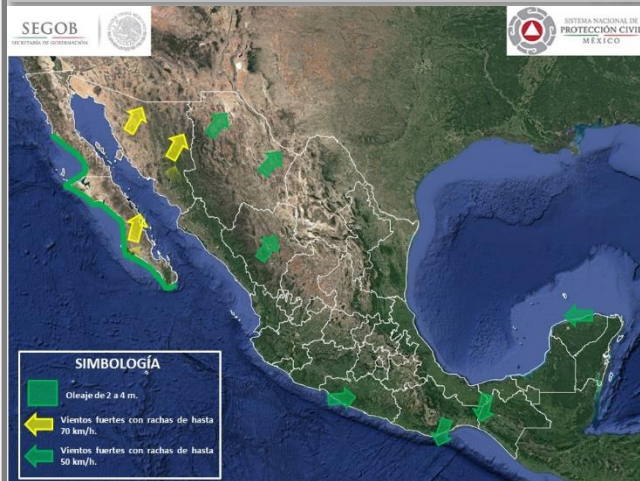 SEGOB
SECRETARÍA DE GOBERNACIÓN
SISTEMA NACIONAL DE
PROTECCIÓN CIVIL
MÉXICO
SIMBOLOGÍA
Oleaje de 2 a 4 m.
Vientos fuertes con rachas de hasta
70 km/h.
Vientos fuertes con rachas de hasta
50 km/h.